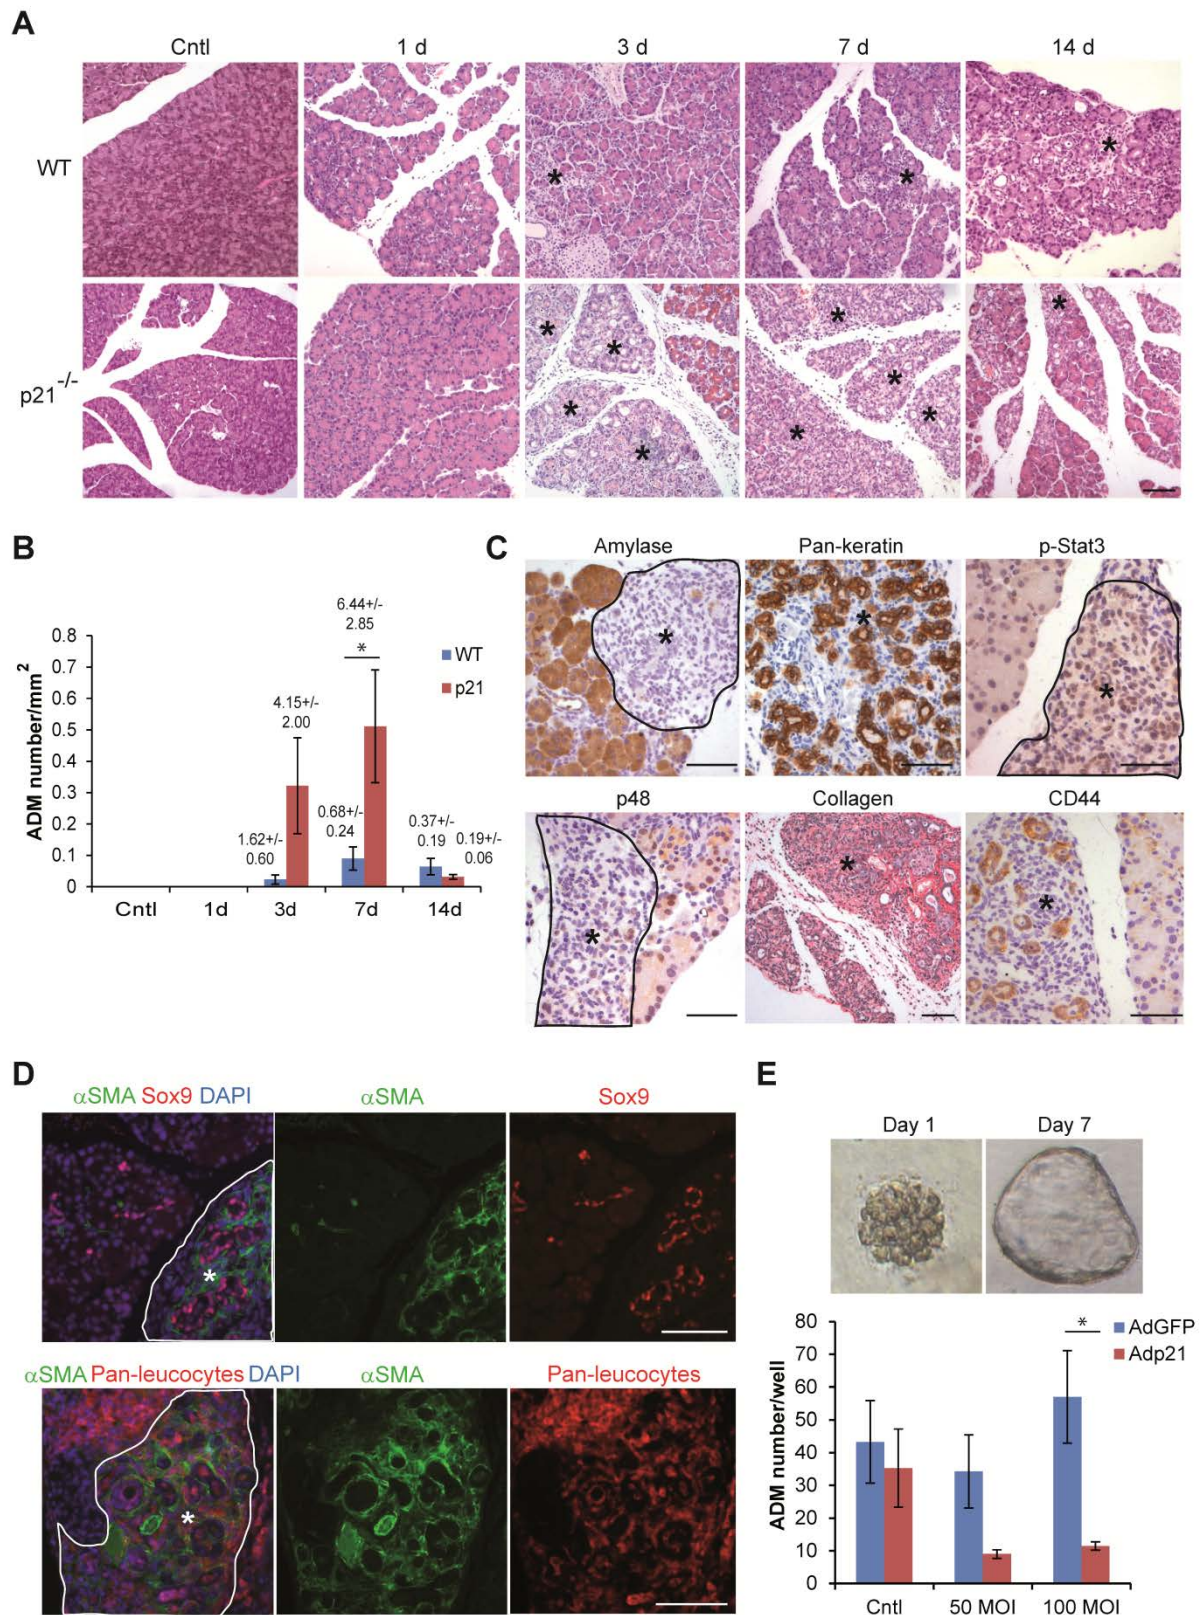 A
Cntl 1 d 3 d 7 d 14 d
WT
* * *
p21-/-
* * * * * * * * *
B
ADM number/mm2
0.8
0.7
0.6
0.5
0.4
0.3
0.2
0.1
0
6.44+/-
2.85
*
4.15+/-
2.00
1.62+/-
0.60
0.68+/-
0.24
0.37+/-
0.19
0.19+/-
0.06
WT
p21
Cntl 1d 3d 7d 14d
C
Amylase Pan-keratin p-Stat3
* * *
p48 Collagen CD44
* * *
D
αSMA Sox9 DAPI αSMA Sox9
*
αSMA Pan-leucocytes DAPI αSMA Pan-leucocytes
*
E
Day 1 Day 7
ADM number/well
80
70
60
50
40
30
20
10
0
*
AdGFP
Adp21
Cntl 50 MOI 100 MOI